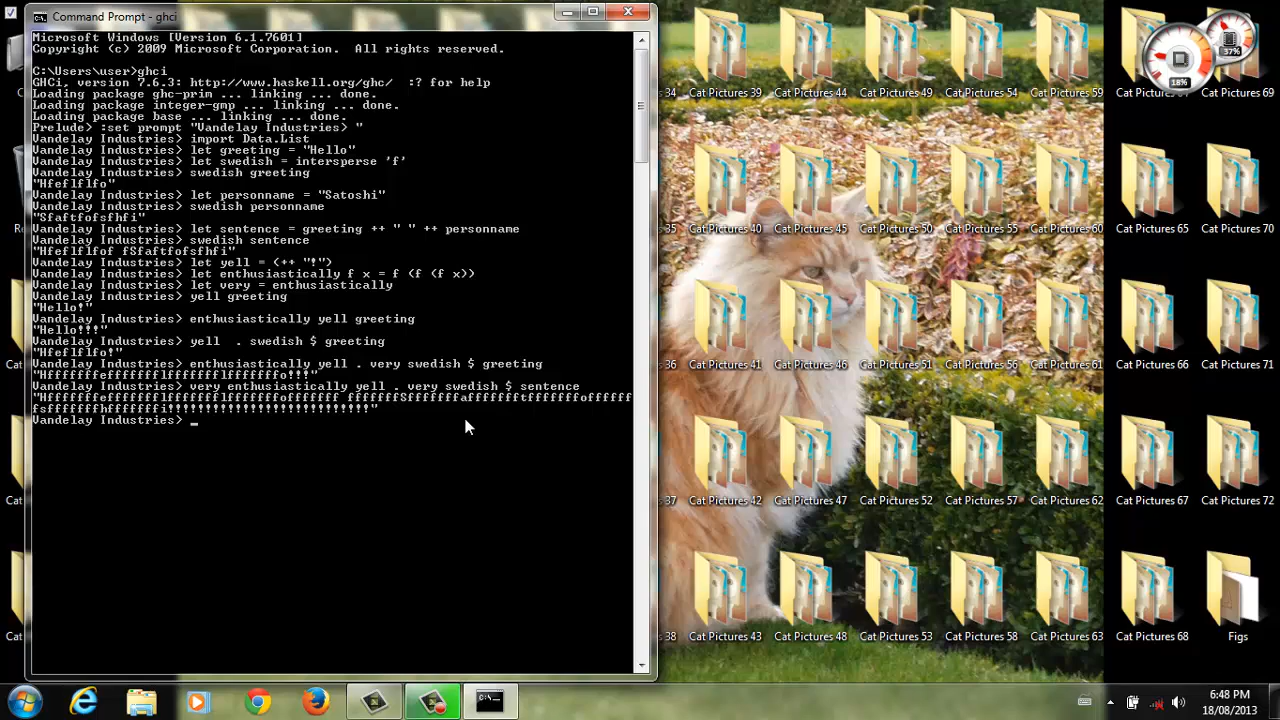 Command Prompt - ghci
Microsoft Windows [Version 6.1.7601]
Copyright (c) 2009 Microsoft Corporation.  All rights reserved.
C:\Users\user>ghci
GHCi, version 7.6.3: http://www.haskell.org/ghc/  :? for help
Loading package ghc-prim ... linking ... done.
Loading package integer-gmp ... linking ... done.
Loading package base ... linking ... done.
Prelude> :set prompt "Vandelay Industries> "
Vandelay Industries> import Data.List
Vandelay Industries> let greeting = "Hello"
Vandelay Industries> let swedish = intersperse 'f'
Vandelay Industries> swedish greeting
"Hfeflflfo"
Vandelay Industries> let personname = "Satoshi"
Vandelay Industries> swedish personname
"Sfaftfofsfhfi"
Vandelay Industries> let sentence = greeting ++ " " ++ personname
Vandelay Industries> swedish sentence
"Hfeflflfof fSfaftfofsfhfi"
Vandelay Industries> let yell = (++ "!")
Vandelay Industries> let enthusiastically f x = f (f (f x))
Vandelay Industries> let very = enthusiastically
Vandelay Industries> yell greeting
"Hello!"
Vandelay Industries> enthusiastically yell greeting
"Hello!!!"
Vandelay Industries> yell  . swedish $ greeting
"Hfeflflfo!"
Vandelay Industries> enthusiastically yell . very swedish $ greeting
"Hfffffffeffffffflffffffflfffffffo!!!"
Vandelay Industries> very enthusiastically yell . very swedish $ sentence
"Hfffffffeffffffflffffffflfffffffofffffff fffffffSfffffffaffffffftfffffffofffffff
sfffffffhfffffffi!!!!!!!!!!!!!!!!!!!!!!!!!!!"
Vandelay Industries>
18%
37%
34 Cat Pictures 39 Cat Pictures 44 Cat Pictures 49 Cat Pictures 54 Cat Pictures 59 Cat Pictures 69
35 Cat Pictures 40 Cat Pictures 45 Cat Pictures 50 Cat Pictures 55 Cat Pictures 60 Cat Pictures 65 Cat Pictures 70
36 Cat Pictures 41 Cat Pictures 46 Cat Pictures 51 Cat Pictures 56 Cat Pictures 61 Cat Pictures 66 Cat Pictures 71
37 Cat Pictures 42 Cat Pictures 47 Cat Pictures 52 Cat Pictures 57 Cat Pictures 62 Cat Pictures 67 Cat Pictures 72
38 Cat Pictures 43 Cat Pictures 48 Cat Pictures 53 Cat Pictures 58 Cat Pictures 63 Cat Pictures 68 Figs
6:48 PM
18/08/2013